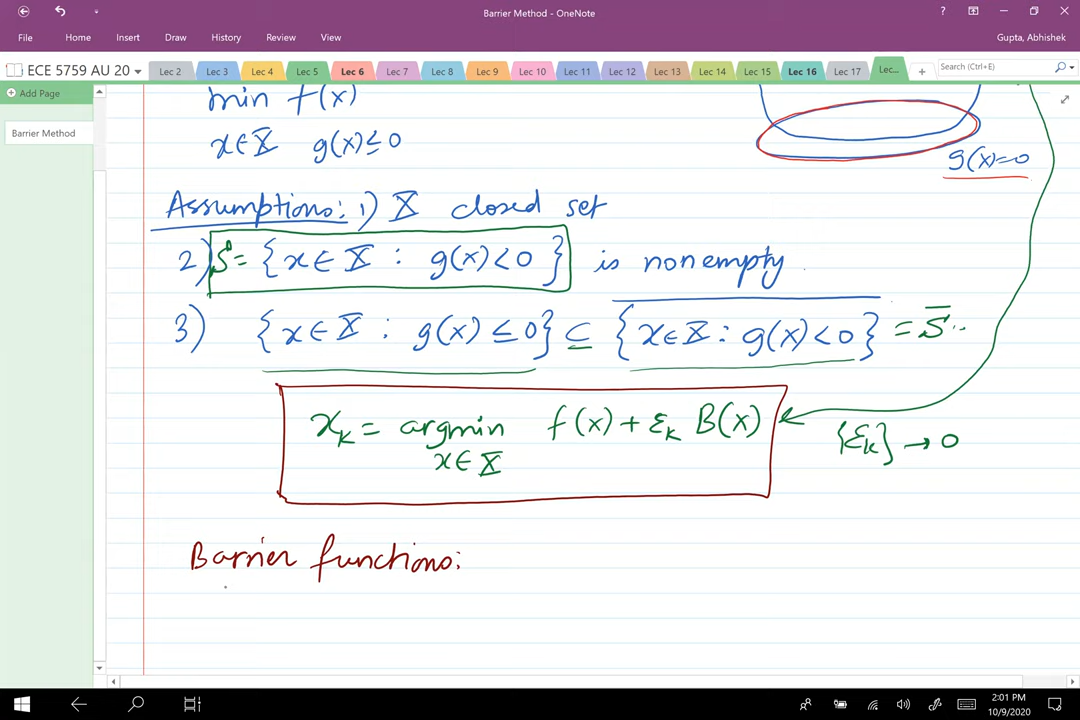 Barrier Method - OneNote
?
Gupta, Abhishek
File Home Insert Draw History Review View
ECE 5759 AU 20
Lec 2 Lec 3 Lec 4 Lec 5 Lec 6 Lec 7 Lec 8 Lec 9 Lec 10 Lec 11 Lec 12 Lec 13 Lec 14 Lec 15 Lec 16 Lec 17 Lec... +
Search (Ctrl+E)
Add Page
Barrier Method
min f(x)
x∈X g(x)≤0
g(x)=0
Assumptions: 1) X closed set
2) S = {x∈X : g(x)<0} is nonempty.
3) {x∈X : g(x)≤0} ⊆ {x∈X : g(x)<0} = S̄
x_k = argmin f(x) + ε_k B(x)
x∈X
{ε_k} → 0
Barrier functions:
2:01 PM
10/9/2020